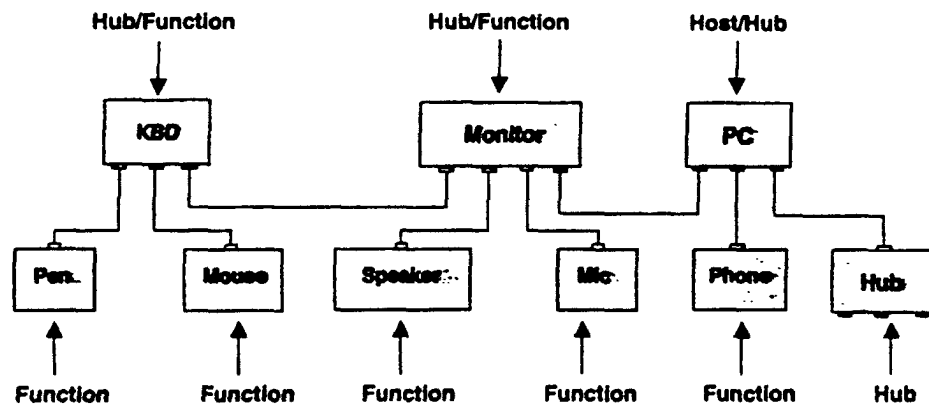 Hub/Function Hub/Function Host/Hub
KBD Monitor PC
Pen Mouse Speaker Mic Phone Hub
Function Function Function Function Function Hub